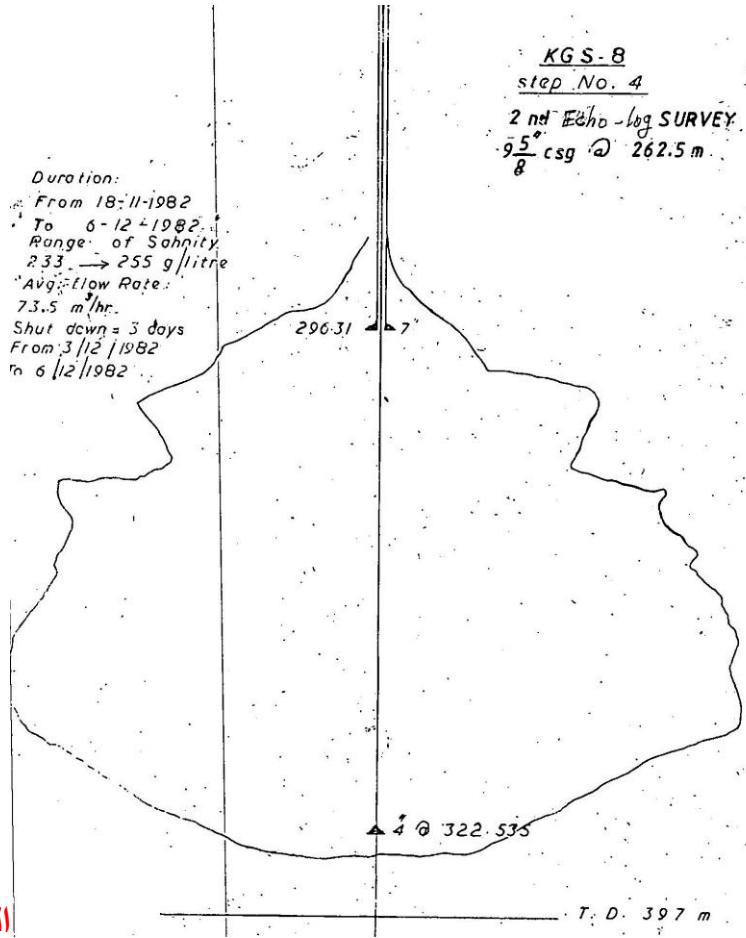 KGS-8
step No. 4
2 nd Echo-log SURVEY
9 5/8" csg @ 262.5 m
Duration:
From 18-11-1982
To 6-12-1982
Range of Salinity
233 → 255 g/litre
Avg. Flow Rate:
73.5 m³/hr.
Shut down = 3 days
From 3/12/1982
To 6/12/1982
296.31 7"
4" @ 322.535
T. D. 397 m